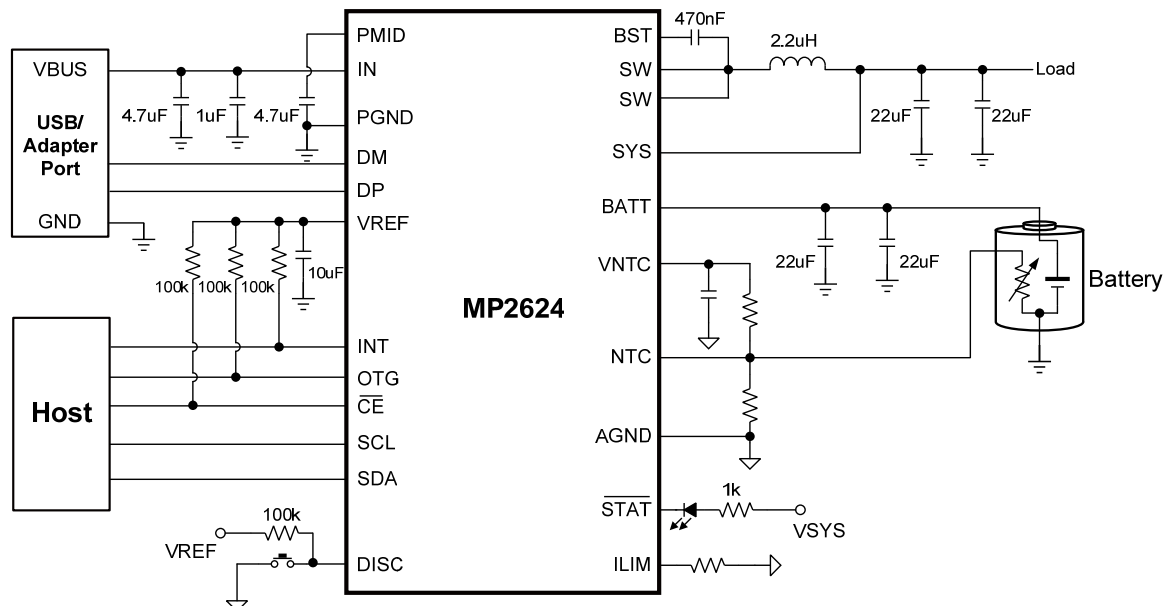 VBUS
USB/
Adapter
Port
GND
4.7uF
1uF
4.7uF
100k
100k
100k
10uF
Host
VREF
100k
MP2624
PMID
IN
PGND
DM
DP
VREF
INT
OTG
CE
SCL
SDA
DISC
BST
SW
SW
SYS
BATT
VNTC
NTC
AGND
STAT
ILIM
470nF
2.2uH
Load
22uF
22uF
22uF
22uF
Battery
1k
VSYS